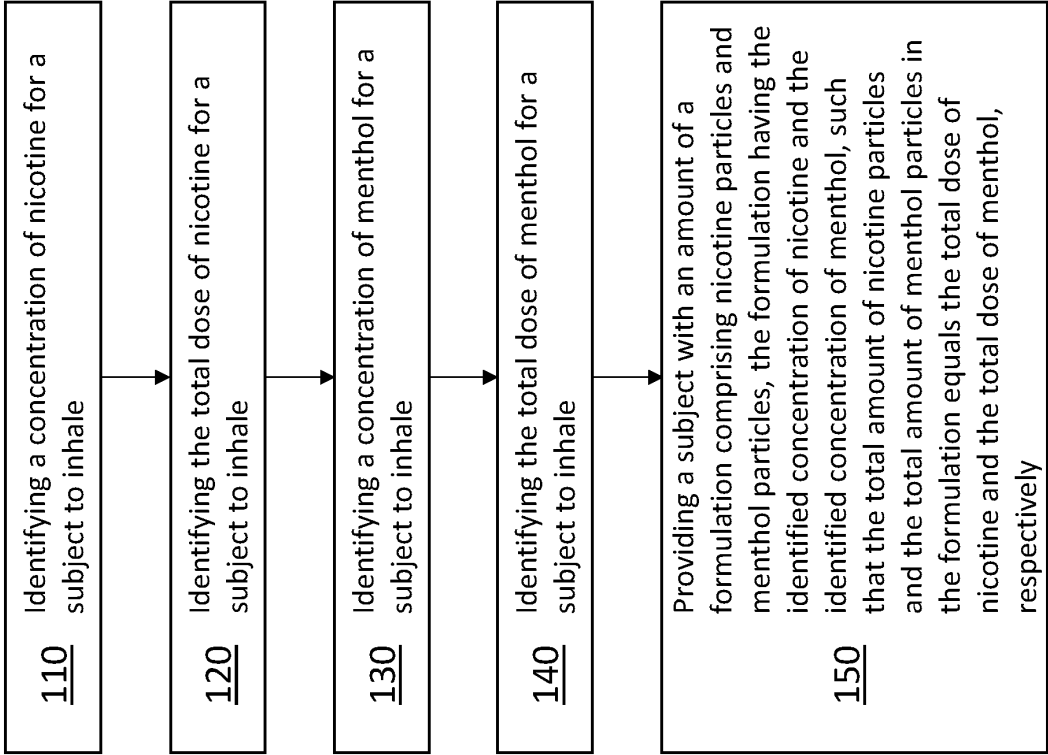 110 Identifying a concentration of nicotine for a
subject to inhale
120 Identifying the total dose of nicotine for a
subject to inhale
130 Identifying a concentration of menthol for a
subject to inhale
140 Identifying the total dose of menthol for a
subject to inhale
150
Providing a subject with an amount of a
formulation comprising nicotine particles and
menthol particles, the formulation having the
identified concentration of nicotine and the
identified concentration of menthol, such
that the total amount of nicotine particles
and the total amount of menthol particles in
the formulation equals the total dose of
nicotine and the total dose of menthol,
respectively